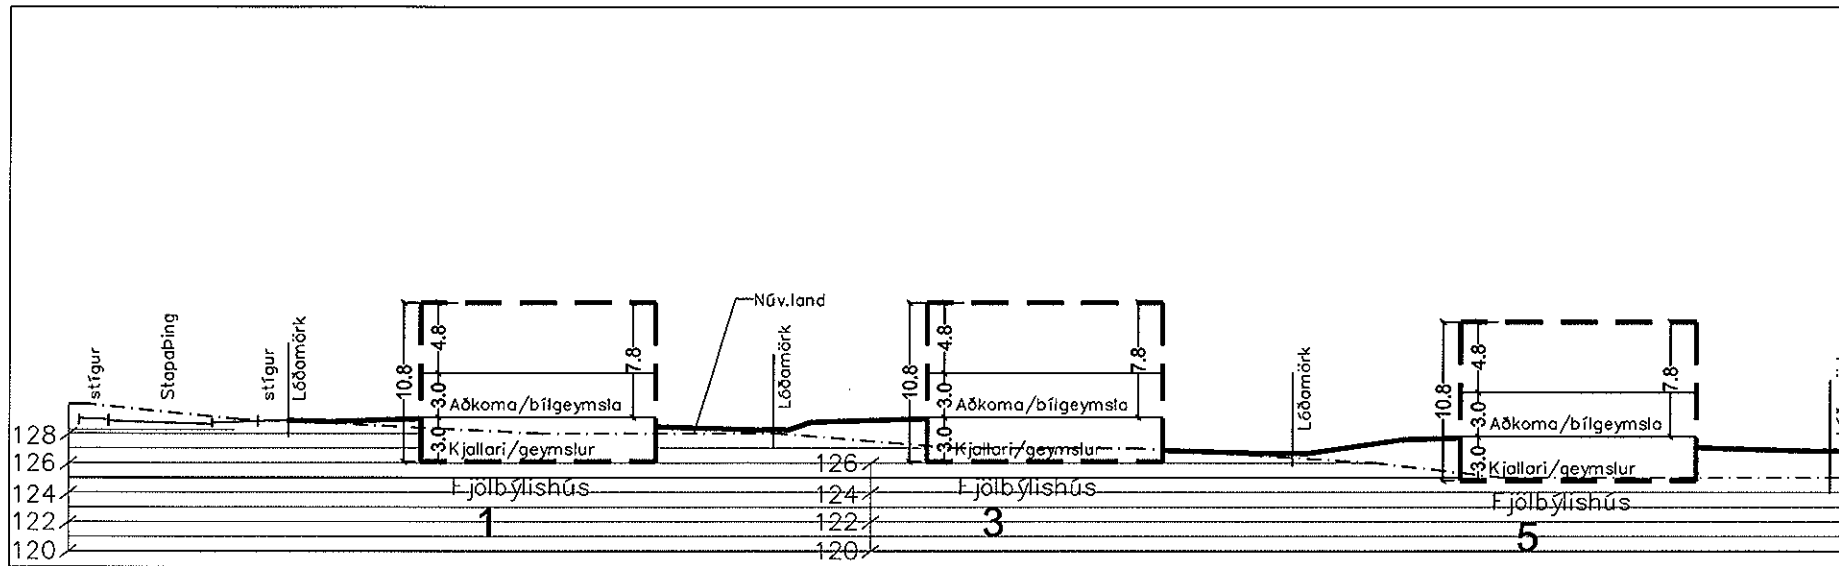 stígur
Stapaþing
stígur
Lóðamörk
10.8
4.8
3.0
3.0
7.8
Aðkoma/bílgeymsla
Kjallari/geymslur
Fjölbýlishús
1
Núv.land
Lóðamörk
10.8
4.8
3.0
3.0
7.8
Aðkoma/bílgeymsla
Kjallari/geymslur
Fjölbýlishús
3
Lóðamörk
10.8
4.8
3.0
3.0
7.8
Aðkoma/bílgeymsla
Kjallari/geymslur
Fjölbýlishús
5
128
126
124
122
120
126
124
122
120